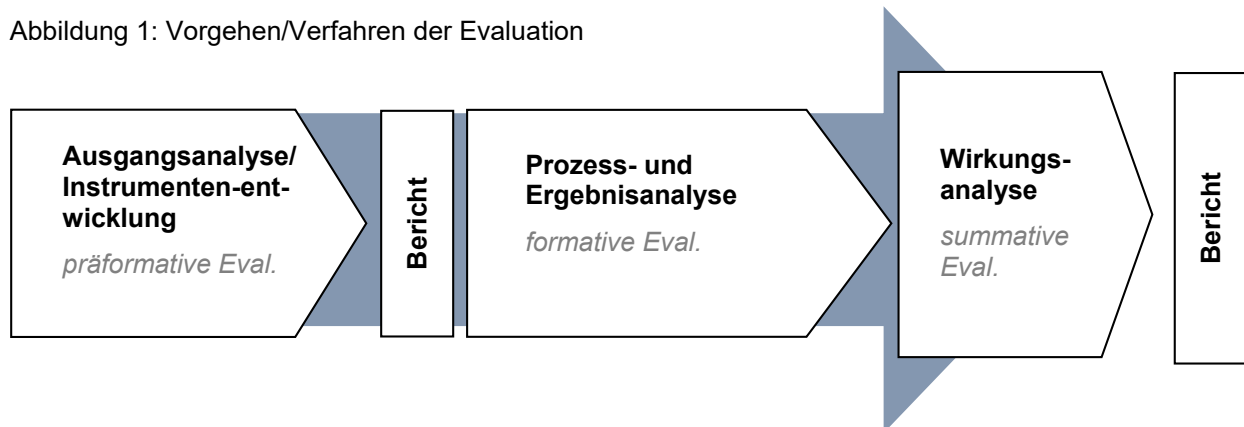 Abbildung 1: Vorgehen/Verfahren der Evaluation
Ausgangsanalyse/
Instrumenten-ent-
wicklung
präformative Eval.
Bericht
Prozess- und
Ergebnisanalyse
formative Eval.
Wirkungs-
analyse
summative
Eval.
Bericht